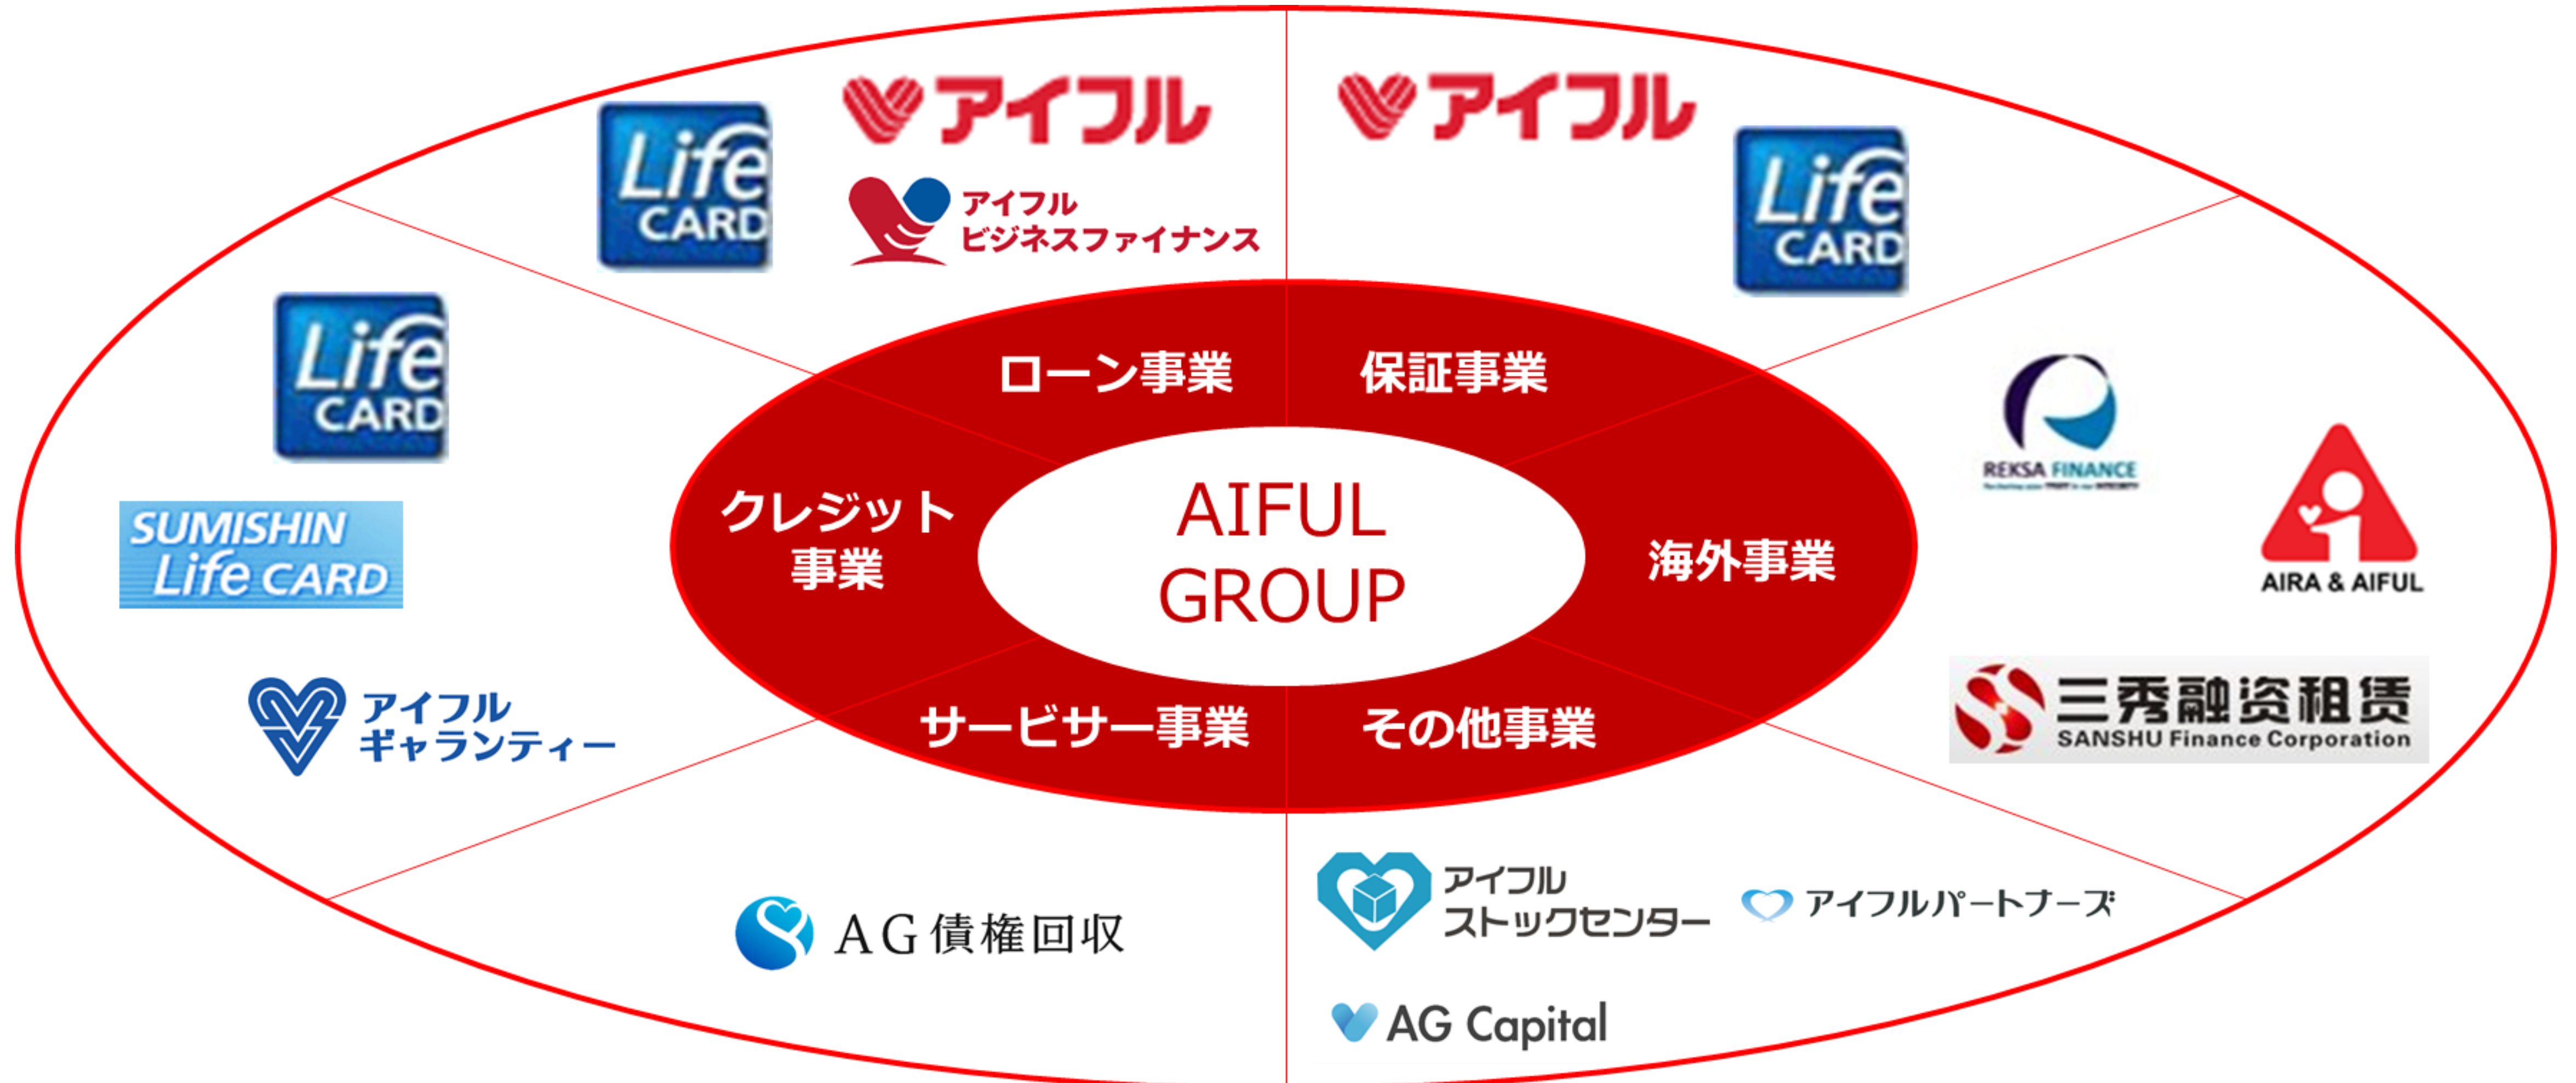 アイフル
アイフル
Life
CARD
Life
CARD
アイフル
ビジネスファイナンス
Life
CARD
ローン事業
保証事業
REKSA FINANCE
クレジット
事業
AIFUL
GROUP
海外事業
SUMISHIN
Life CARD
AIRA & AIFUL
アイフル
ギャランティー
サービサー事業
その他事業
三秀融资租赁
SANSHU Finance Corporation
AG債権回収
アイフル
ストックセンター
アイフルパートナーズ
AG Capital